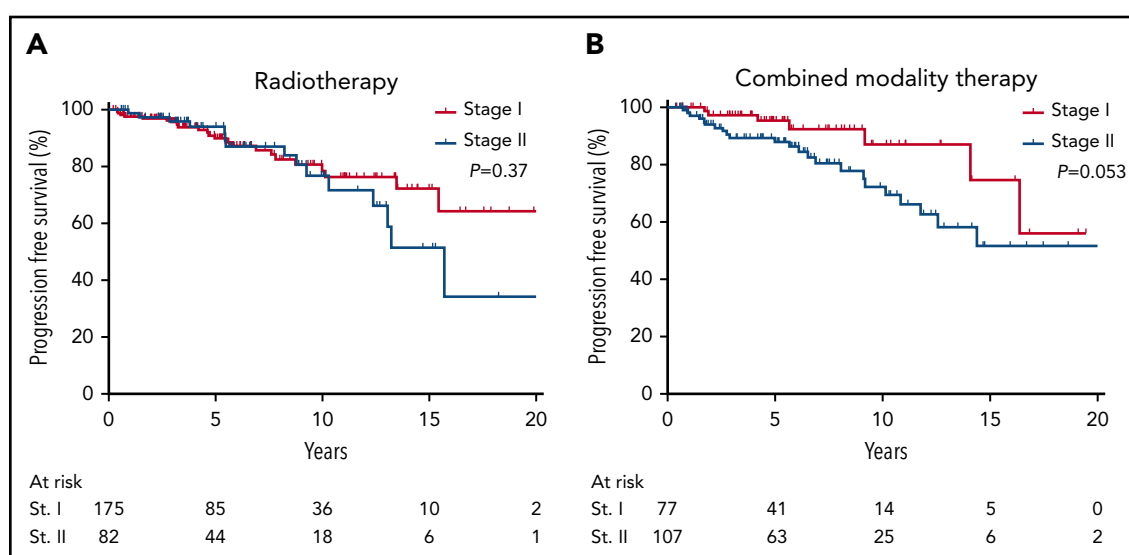 A
Radiotherapy
Progression free survival (%)
100
80
60
40
20
0
Stage I
Stage II
P=0.37
0 5 10 15 20
Years
At risk
St. I 175 85 36 10 2
St. II 82 44 18 6 1
B
Combined modality therapy
Progression free survival (%)
100
80
60
40
20
0
Stage I
Stage II
P=0.053
0 5 10 15 20
Years
At risk
St. I 77 41 14 5 0
St. II 107 63 25 6 2